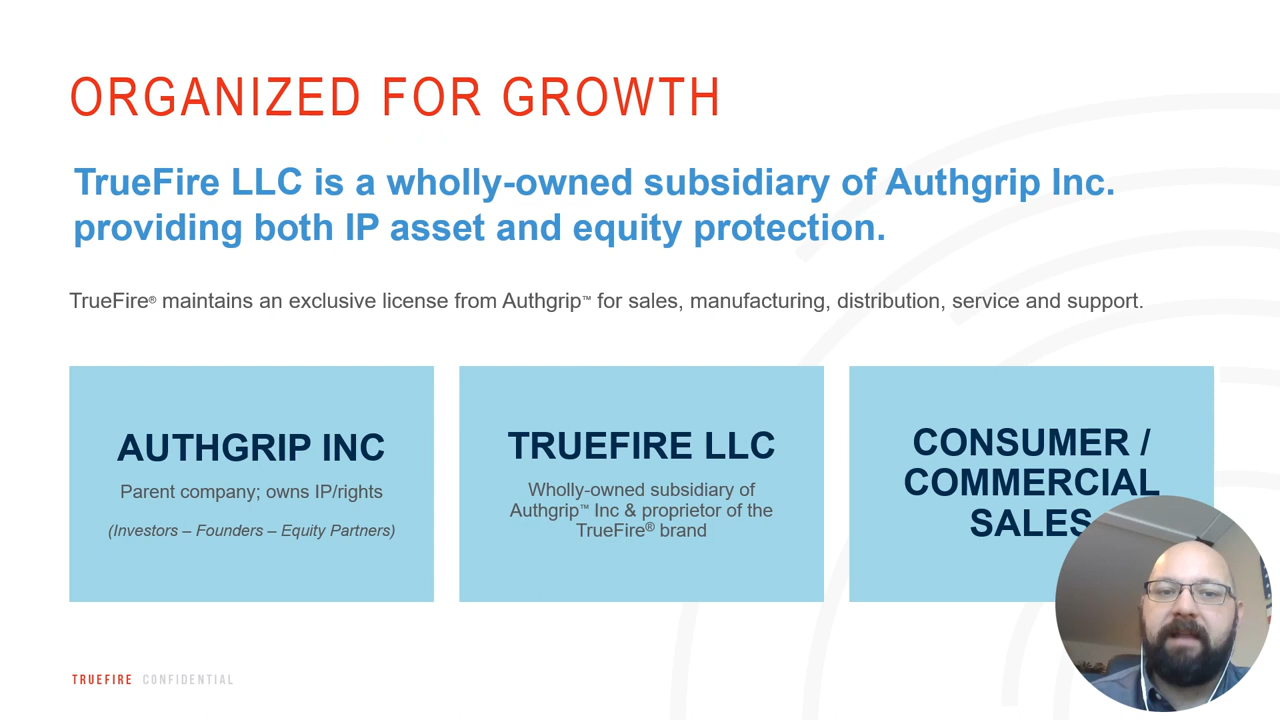 ORGANIZED FOR GROWTH
TrueFire LLC is a wholly-owned subsidiary of Authgrip Inc.
providing both IP asset and equity protection.
TrueFire® maintains an exclusive license from Authgrip™ for sales, manufacturing, distribution, service and support.
AUTHGRIP INC
Parent company; owns IP/rights
(Investors – Founders – Equity Partners)
TRUEFIRE LLC
Wholly-owned subsidiary of
Authgrip™ Inc & proprietor of the
TrueFire® brand
CONSUMER /
COMMERCIAL
SALES
TRUEFIRE CONFIDENTIAL